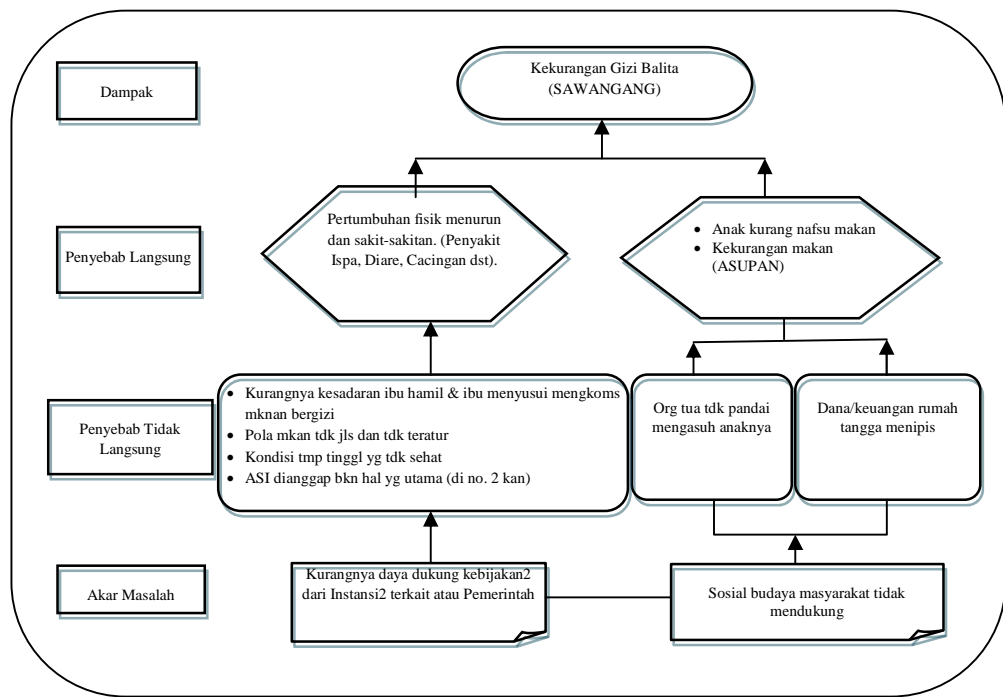 Dampak
Kekurangan Gizi Balita
(SAWANGANG)
Penyebab Langsung
Pertumbuhan fisik menurun
dan sakit-sakitan. (Penyakit
Ispa, Diare, Cacingan dst).
• Anak kurang nafsu makan
• Kekurangan makan
(ASUPAN)
Penyebab Tidak
Langsung
• Kurangnya kesadaran ibu hamil & ibu menyusui mengkoms
mknan bergizi
• Pola mkan tdk jls dan tdk teratur
• Kondisi tmp tinggl yg tdk sehat
• ASI dianggap bkn hal yg utama (di no. 2 kan)
Org tua tdk pandai
mengasuh anaknya
Dana/keuangan rumah
tangga menipis
Akar Masalah
Kurangnya daya dukung kebijakan2
dari Instansi2 terkait atau Pemerintah
Sosial budaya masyarakat tidak
mendukung